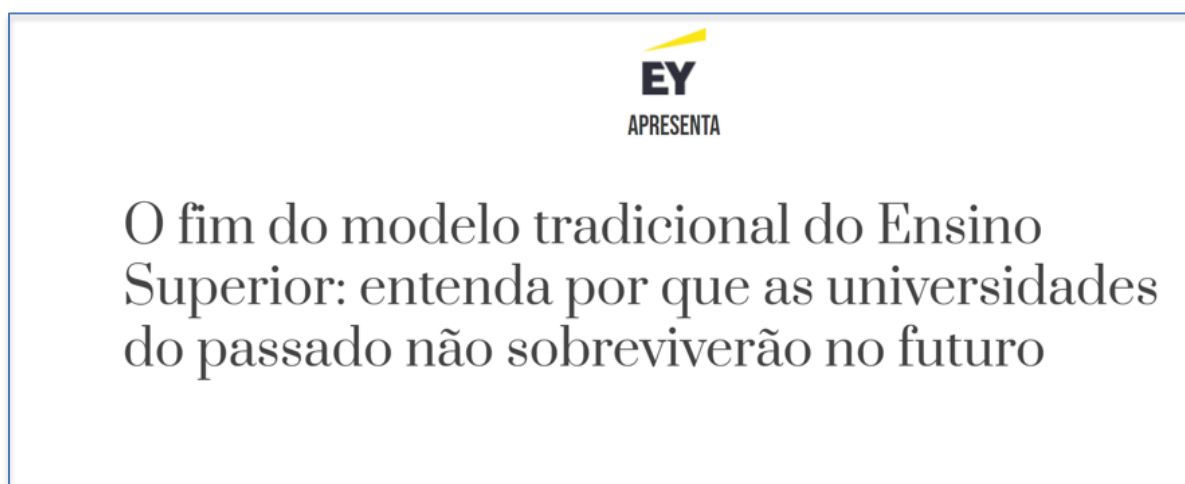 EY
APRESENTA
O fim do modelo tradicional do Ensino
Superior: entenda por que as universidades
do passado não sobreviverão no futuro